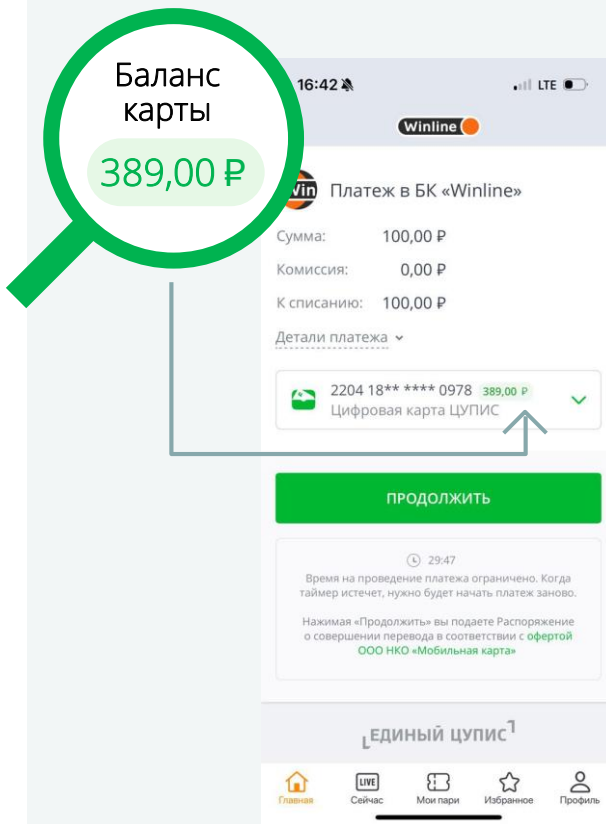 Баланс
карты
389,00 ₽
16:42
LTE
Winline
Win
Платеж в БК «Winline»
Сумма: 100,00 ₽
Комиссия: 0,00 ₽
К списанию: 100,00 ₽
Детали платежа
2204 18** **** 0978 389,00 ₽
Цифровая карта ЦУПИС
ПРОДОЛЖИТЬ
29:47
Время на проведение платежа ограничено. Когда
таймер истечет, нужно будет начать платеж заново.
Нажимая «Продолжить» вы подаете Распоряжение
о совершении перевода в соответствии с офертой
ООО НКО «Мобильная карта»
ЕДИНЫЙ ЦУПИС
LIVE
Главная Сейчас Мои пари Избранное Профиль